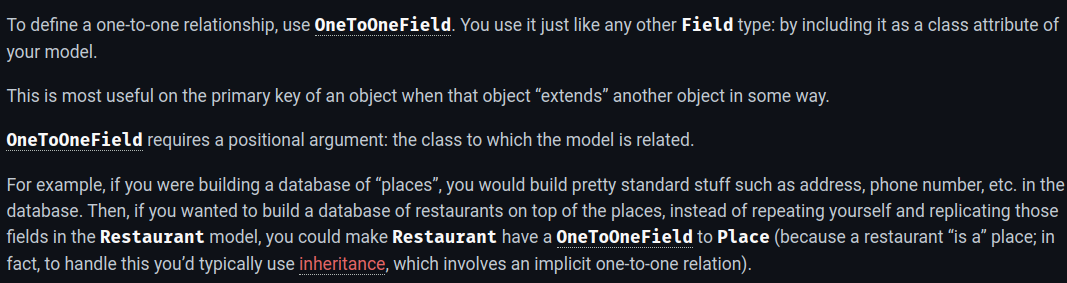 To define a one-to-one relationship, use OneToOneField. You use it just like any other Field type: by including it as a class attribute of
your model.
This is most useful on the primary key of an object when that object “extends” another object in some way.
OneToOneField requires a positional argument: the class to which the model is related.
For example, if you were building a database of “places”, you would build pretty standard stuff such as address, phone number, etc. in the
database. Then, if you wanted to build a database of restaurants on top of the places, instead of repeating yourself and replicating those
fields in the Restaurant model, you could make Restaurant have a OneToOneField to Place (because a restaurant “is a” place; in
fact, to handle this you’d typically use inheritance, which involves an implicit one-to-one relation).